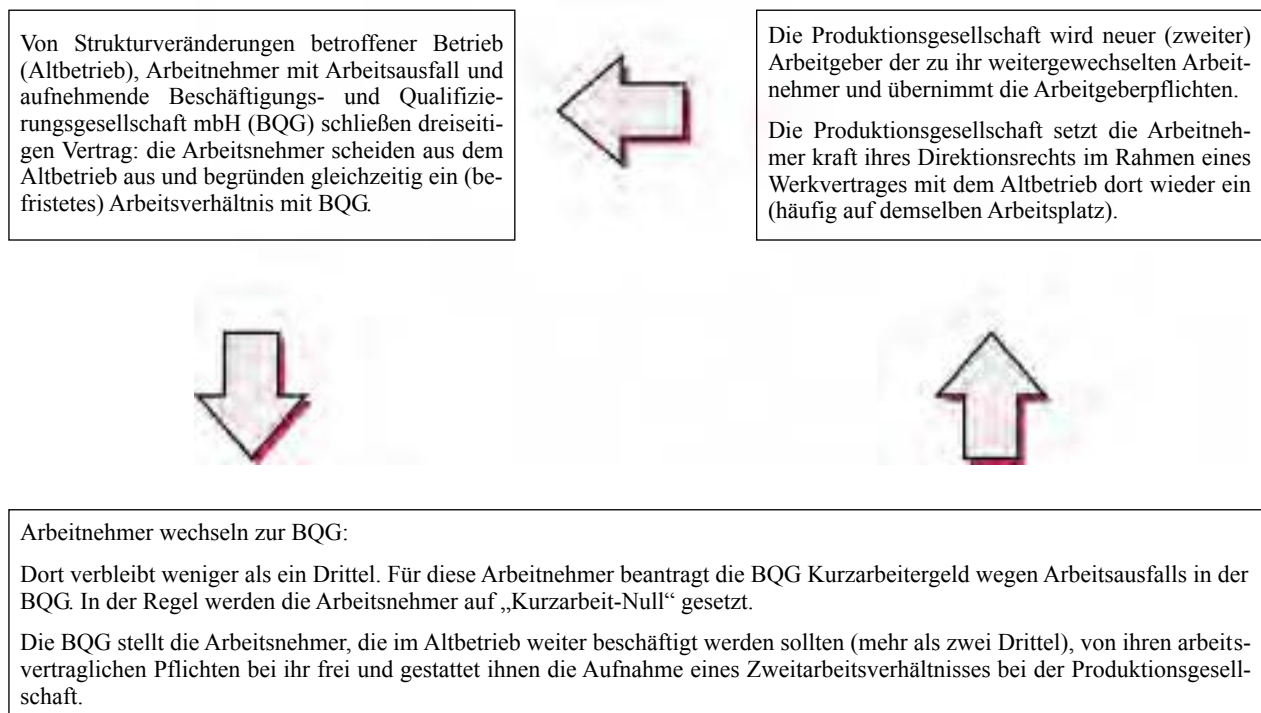 Von Strukturveränderungen betroffener Betrieb
(Altbetrieb), Arbeitnehmer mit Arbeitsausfall und
aufnehmende Beschäftigungs- und Qualifizie-
rungsgesellschaft mbH (BQG) schließen dreiseiti-
gen Vertrag: die Arbeitsnehmer scheiden aus dem
Altbetrieb aus und begründen gleichzeitig ein (be-
fristetes) Arbeitsverhältnis mit BQG.
Die Produktionsgesellschaft wird neuer (zweiter)
Arbeitgeber der zu ihr weitergewechselten Arbeit-
nehmer und übernimmt die Arbeitgeberpflichten.
Die Produktionsgesellschaft setzt die Arbeitneh-
mer kraft ihres Direktionsrechts im Rahmen eines
Werkvertrages mit dem Altbetrieb dort wieder ein
(häufig auf demselben Arbeitsplatz).
Arbeitnehmer wechseln zur BQG:
Dort verbleibt weniger als ein Drittel. Für diese Arbeitnehmer beantragt die BQG Kurzarbeitergeld wegen Arbeitsausfalls in der
BQG. In der Regel werden die Arbeitsnehmer auf „Kurzarbeit-Null“ gesetzt.
Die BQG stellt die Arbeitsnehmer, die im Altbetrieb weiter beschäftigt werden sollten (mehr als zwei Drittel), von ihren arbeits-
vertraglichen Pflichten bei ihr frei und gestattet ihnen die Aufnahme eines Zweitarbeitsverhältnisses bei der Produktionsgesell-
schaft.